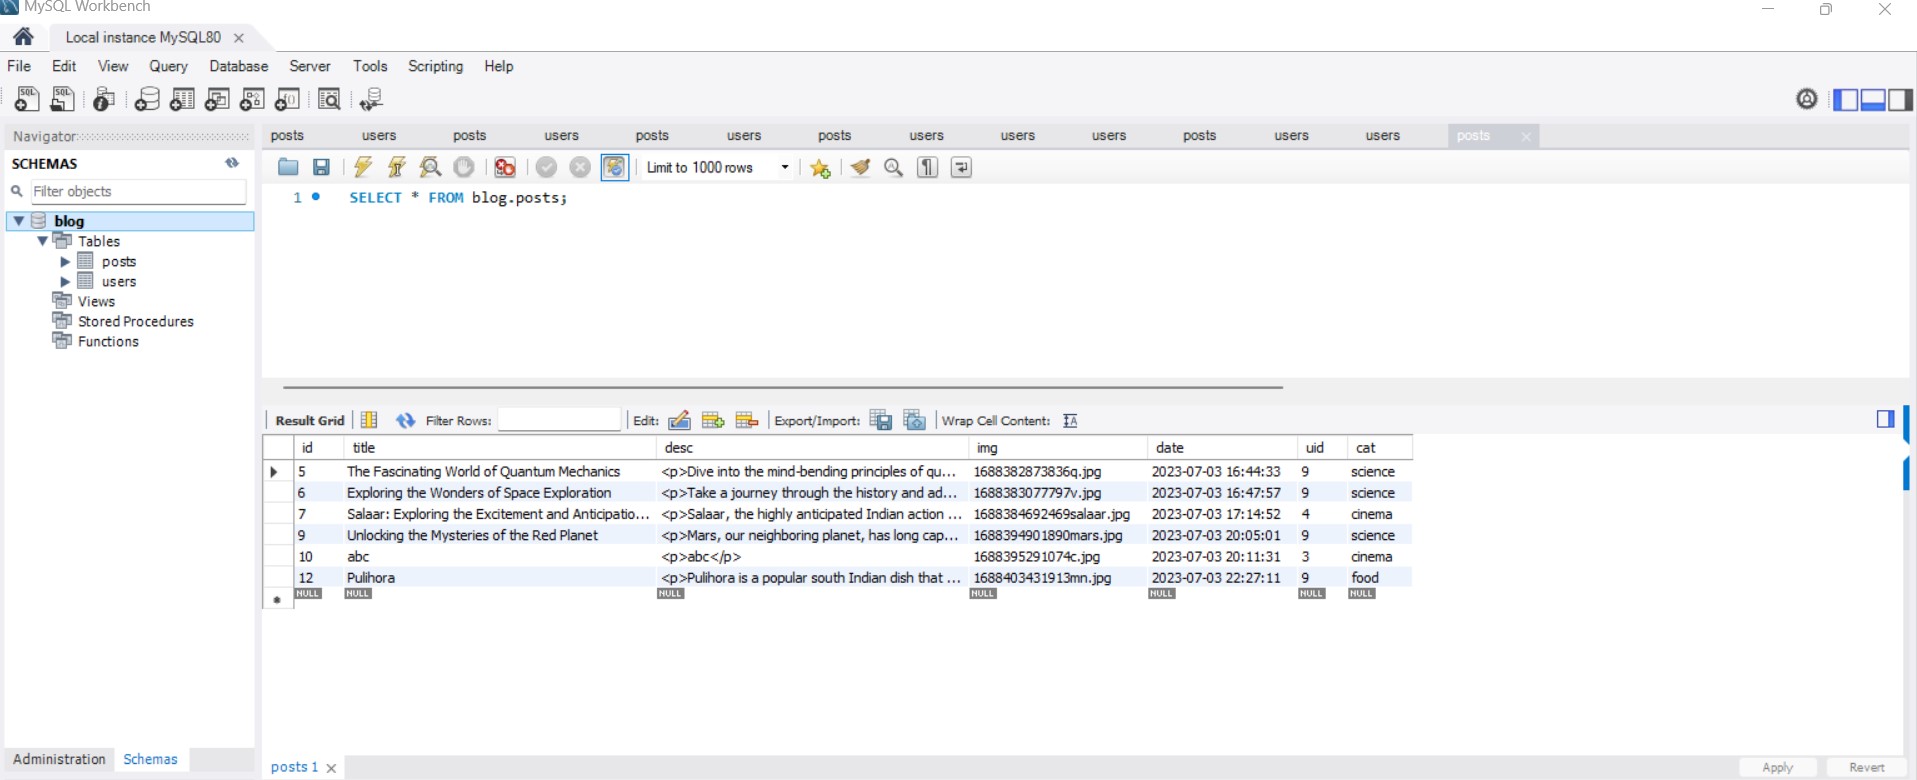 MySQL Workbench
Local instance MySQL80
File Edit View Query Database Server Tools Scripting Help
Navigator
posts users posts users posts users posts users users users posts users users posts
SCHEMAS
Limit to 1000 rows
Filter objects
1 SELECT * FROM blog.posts;
blog
Tables
posts
users
Views
Stored Procedures
Functions
Result Grid Filter Rows: Edit: Export/Import: Wrap Cell Content:
id title desc img date uid cat
5 The Fascinating World of Quantum Mechanics <p>Dive into the mind-bending principles of qu... 1688382873836q.jpg 2023-07-03 16:44:33 9 science
6 Exploring the Wonders of Space Exploration <p>Take a journey through the history and ad... 1688383077797v.jpg 2023-07-03 16:47:57 9 science
7 Salaar: Exploring the Excitement and Anticipatio... <p>Salaar, the highly anticipated Indian action ... 1688384692469salaar.jpg 2023-07-03 17:14:52 4 cinema
9 Unlocking the Mysteries of the Red Planet <p>Mars, our neighboring planet, has long cap... 1688394901890mars.jpg 2023-07-03 20:05:01 9 science
10 abc <p>abc</p> 1688395291074c.jpg 2023-07-03 20:11:31 3 cinema
12 Pulihora <p>Pulihora is a popular south Indian dish that ... 1688403431913mn.jpg 2023-07-03 22:27:11 9 food
NULL NULL NULL NULL NULL NULL NULL
Administration Schemas
posts 1
Apply Revert